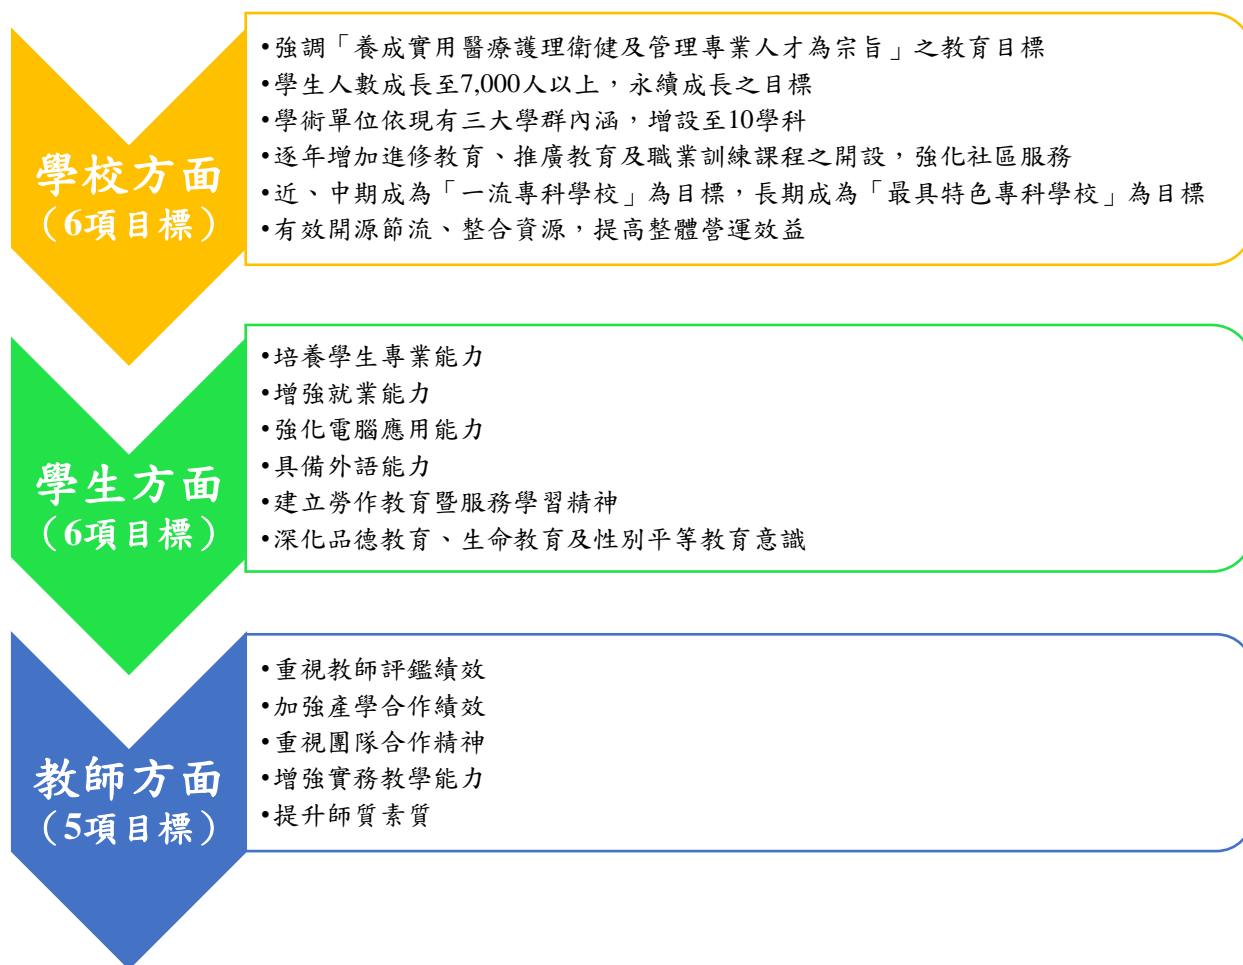 學校方面
（6項目標）
•強調「養成實用醫療護理衛健及管理專業人才為宗旨」之教育目標
•學生人數成長至7,000人以上，永續成長之目標
•學術單位依現有三大學群內涵，增設至10學科
•逐年增加進修教育、推廣教育及職業訓練課程之開設，強化社區服務
•近、中期成為「一流專科學校」為目標，長期成為「最具特色專科學校」為目標
•有效開源節流、整合資源，提高整體營運效益
學生方面
（6項目標）
•培養學生專業能力
•增強就業能力
•強化電腦應用能力
•具備外語能力
•建立勞作教育暨服務學習精神
•深化品德教育、生命教育及性別平等教育意識
教師方面
（5項目標）
•重視教師評鑑績效
•加強產學合作績效
•重視團隊合作精神
•增強實務教學能力
•提升師質素質